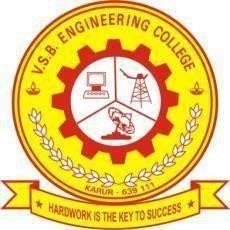 V.S.B. ENGINEERING COLLEGE
KARUR - 639 111
HARDWORK IS THE KEY TO SUCCESS